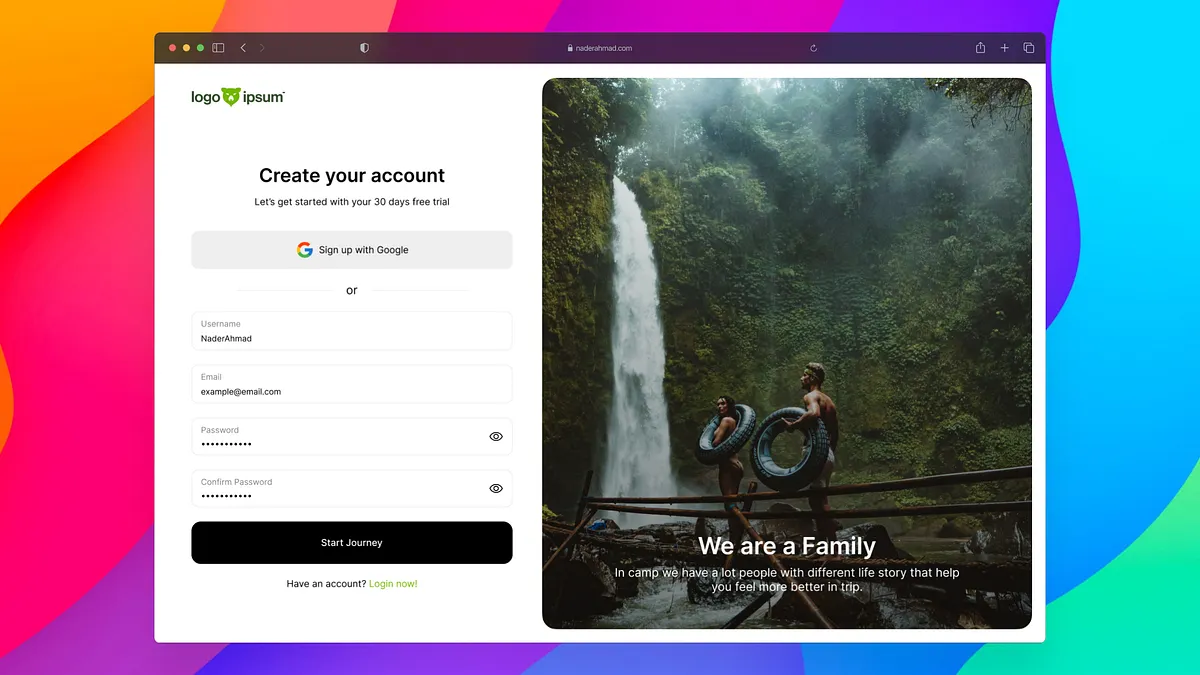 naderahmad.com
logo ipsum
Create your account
Let's get started with your 30 days free trial
Sign up with Google
or
Username
NaderAhmad
Email
example@email.com
Password
•••••••••••
Confirm Password
•••••••••••
Start Journey
Have an account? Login now!
We are a Family
In camp we have a lot people with different life story that help
you feel more better in trip.